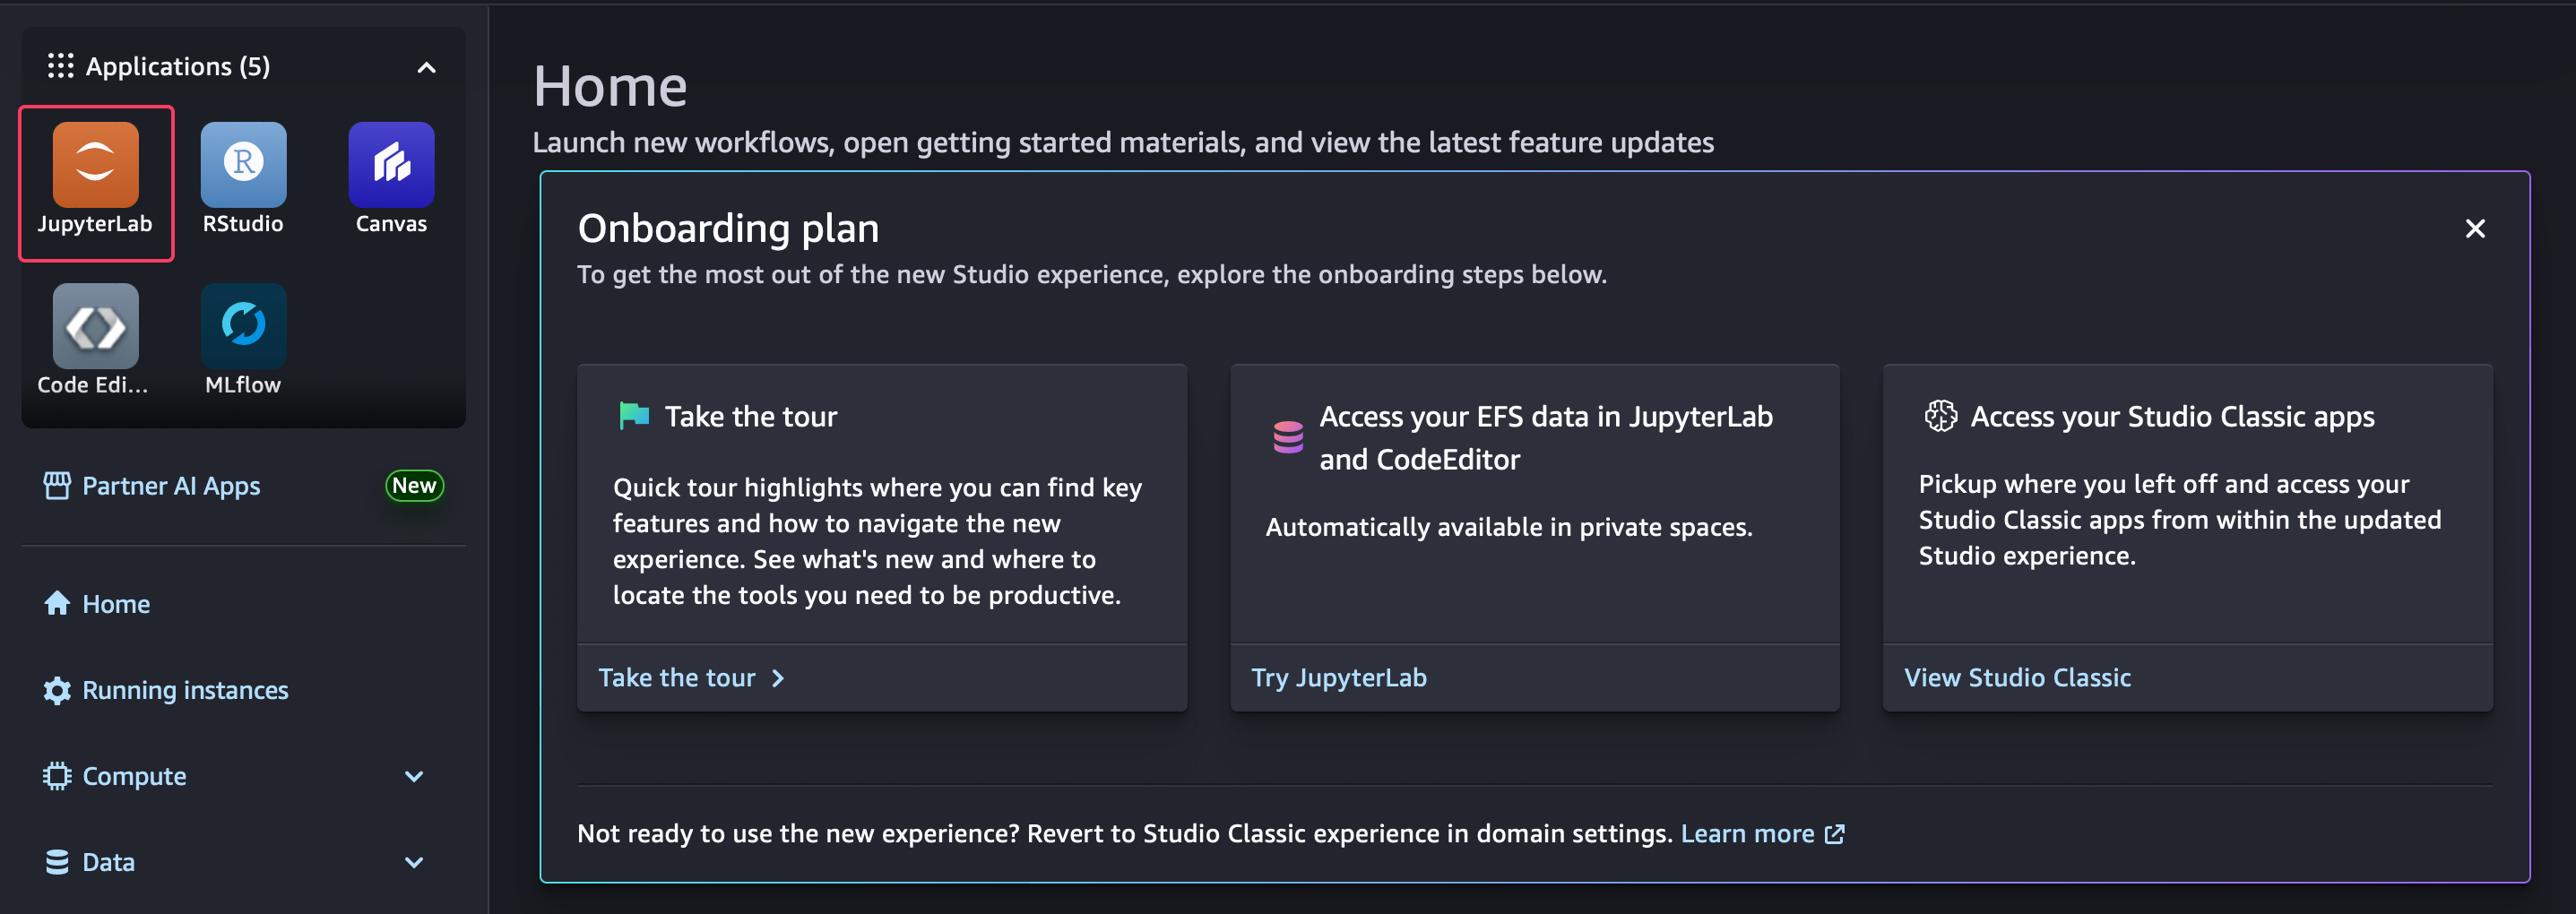 Applications (5)
JupyterLab
RStudio
Canvas
Code Edi...
MLflow
Partner AI Apps
New
Home
Running instances
Compute
Data
Home
Launch new workflows, open getting started materials, and view the latest feature updates
Onboarding plan
To get the most out of the new Studio experience, explore the onboarding steps below.
Take the tour
Quick tour highlights where you can find key
features and how to navigate the new
experience. See what's new and where to
locate the tools you need to be productive.
Take the tour
Access your EFS data in JupyterLab
and CodeEditor
Automatically available in private spaces.
Try JupyterLab
Access your Studio Classic apps
Pickup where you left off and access your
Studio Classic apps from within the updated
Studio experience.
View Studio Classic
Not ready to use the new experience? Revert to Studio Classic experience in domain settings. Learn more